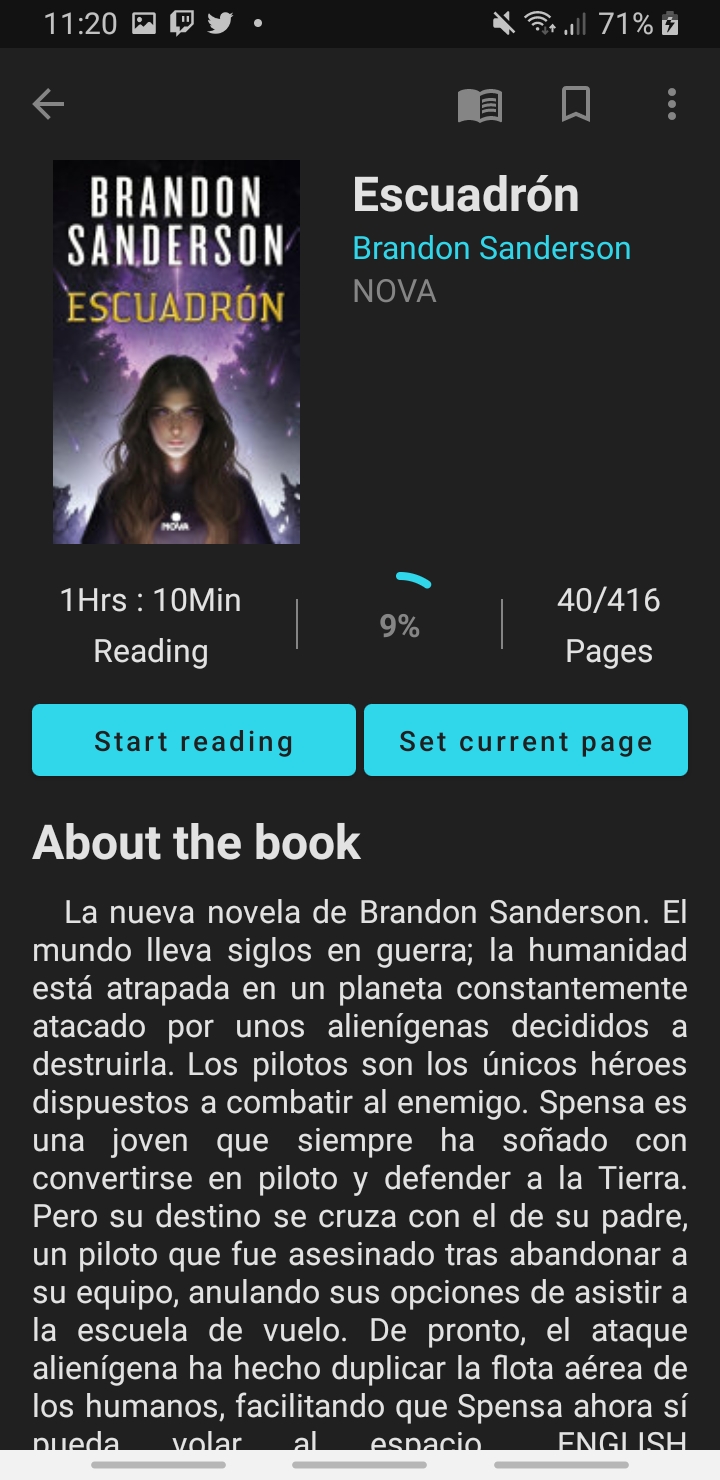 11:20 71%
BRANDON
SANDERSON
ESCUADRÓN
NOVA
Escuadrón
Brandon Sanderson
NOVA
1Hrs : 10Min
Reading
9%
40/416
Pages
Start reading
Set current page
About the book
La nueva novela de Brandon Sanderson. El
mundo lleva siglos en guerra; la humanidad
está atrapada en un planeta constantemente
atacado por unos alienígenas decididos a
destruirla. Los pilotos son los únicos héroes
dispuestos a combatir al enemigo. Spensa es
una joven que siempre ha soñado con
convertirse en piloto y defender a la Tierra.
Pero su destino se cruza con el de su padre,
un piloto que fue asesinado tras abandonar a
su equipo, anulando sus opciones de asistir a
la escuela de vuelo. De pronto, el ataque
alienígena ha hecho duplicar la flota aérea de
los humanos, facilitando que Spensa ahora sí
pueda volar al espacio. ENGLISH